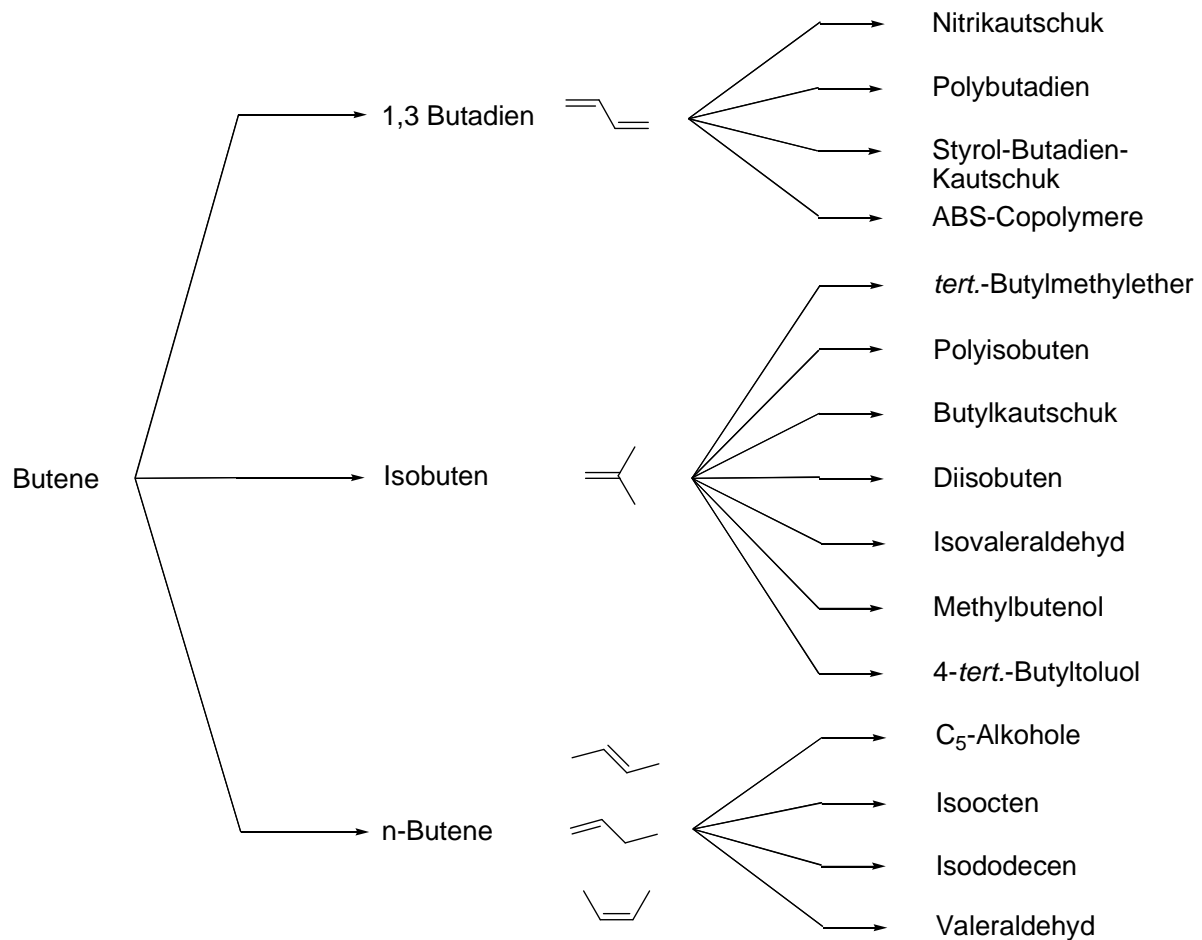 Nitrikautschuk
1,3 Butadien
Polybutadien
Styrol-Butadien-
Kautschuk
ABS-Copolymere
tert.-Butylmethylether
Polyisobuten
Butylkautschuk
Butene
Isobuten
Diisobuten
Isovaleraldehyd
Methylbutenol
4-tert.-Butyltoluol
C5-Alkohole
n-Butene
Isoocten
Isododecen
Valeraldehyd